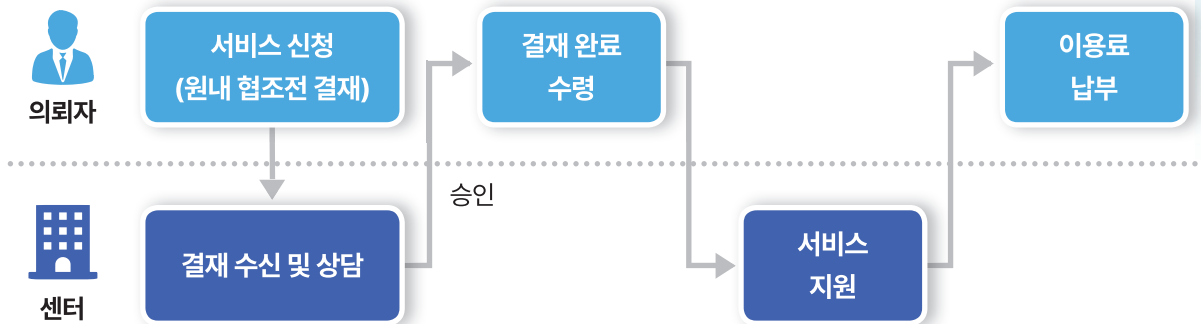 의뢰자
서비스 신청
(원내 협조전 결재)
결재 완료
수령
이용료
납부
승인
센터
결재 수신 및 상담
서비스
지원